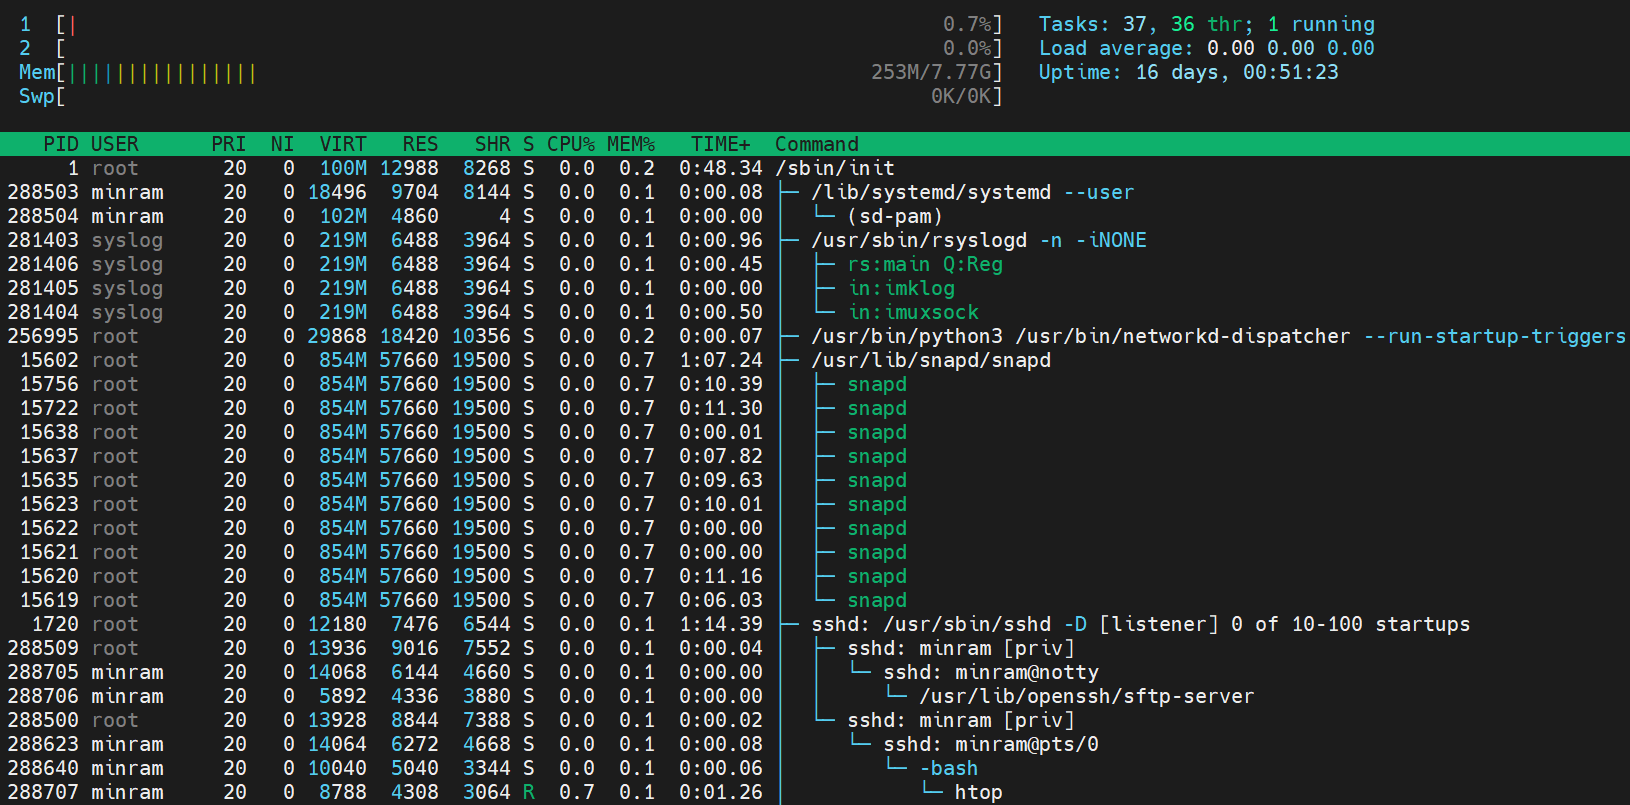 1 [| 0.7%] Tasks: 37, 36 thr; 1 running
2 [ 0.0%] Load average: 0.00 0.00 0.00
Mem[|||||||||||||||| 253M/7.77G] Uptime: 16 days, 00:51:23
Swp[ 0K/0K]
PID USER PRI NI VIRT RES SHR S CPU% MEM% TIME+ Command
1 root 20 0 100M 12988 8268 S 0.0 0.2 0:48.34 /sbin/init
288503 minram 20 0 18496 9704 8144 S 0.0 0.1 0:00.08 ├─ /lib/systemd/systemd --user
288504 minram 20 0 102M 4860 4 S 0.0 0.1 0:00.00 │ └─ (sd-pam)
281403 syslog 20 0 219M 6488 3964 S 0.0 0.1 0:00.96 ├─ /usr/sbin/rsyslogd -n -iNONE
281406 syslog 20 0 219M 6488 3964 S 0.0 0.1 0:00.45 │ ├─ rs:main Q:Reg
281405 syslog 20 0 219M 6488 3964 S 0.0 0.1 0:00.00 │ ├─ in:imklog
281404 syslog 20 0 219M 6488 3964 S 0.0 0.1 0:00.50 │ └─ in:imuxsock
256995 root 20 0 29868 18420 10356 S 0.0 0.2 0:00.07 ├─ /usr/bin/python3 /usr/bin/networkd-dispatcher --run-startup-triggers
15602 root 20 0 854M 57660 19500 S 0.0 0.7 1:07.24 ├─ /usr/lib/snapd/snapd
15756 root 20 0 854M 57660 19500 S 0.0 0.7 0:10.39 │ ├─ snapd
15722 root 20 0 854M 57660 19500 S 0.0 0.7 0:11.30 │ ├─ snapd
15638 root 20 0 854M 57660 19500 S 0.0 0.7 0:00.01 │ ├─ snapd
15637 root 20 0 854M 57660 19500 S 0.0 0.7 0:07.82 │ ├─ snapd
15635 root 20 0 854M 57660 19500 S 0.0 0.7 0:09.63 │ ├─ snapd
15623 root 20 0 854M 57660 19500 S 0.0 0.7 0:10.01 │ ├─ snapd
15622 root 20 0 854M 57660 19500 S 0.0 0.7 0:00.00 │ ├─ snapd
15621 root 20 0 854M 57660 19500 S 0.0 0.7 0:00.00 │ ├─ snapd
15620 root 20 0 854M 57660 19500 S 0.0 0.7 0:11.16 │ ├─ snapd
15619 root 20 0 854M 57660 19500 S 0.0 0.7 0:06.03 │ └─ snapd
1720 root 20 0 12180 7476 6544 S 0.0 0.1 1:14.39 ├─ sshd: /usr/sbin/sshd -D [listener] 0 of 10-100 startups
288509 root 20 0 13936 9016 7552 S 0.0 0.1 0:00.04 │ ├─ sshd: minram [priv]
288705 minram 20 0 14068 6144 4660 S 0.0 0.1 0:00.00 │ │ └─ sshd: minram@notty
288706 minram 20 0 5892 4336 3880 S 0.0 0.1 0:00.00 │ │ └─ /usr/lib/openssh/sftp-server
288500 root 20 0 13928 8844 7388 S 0.0 0.1 0:00.02 │ └─ sshd: minram [priv]
288623 minram 20 0 14064 6272 4668 S 0.0 0.1 0:00.08 │ └─ sshd: minram@pts/0
288640 minram 20 0 10040 5040 3344 S 0.0 0.1 0:00.06 │ └─ -bash
288707 minram 20 0 8788 4308 3064 R 0.7 0.1 0:01.26 │ └─ htop